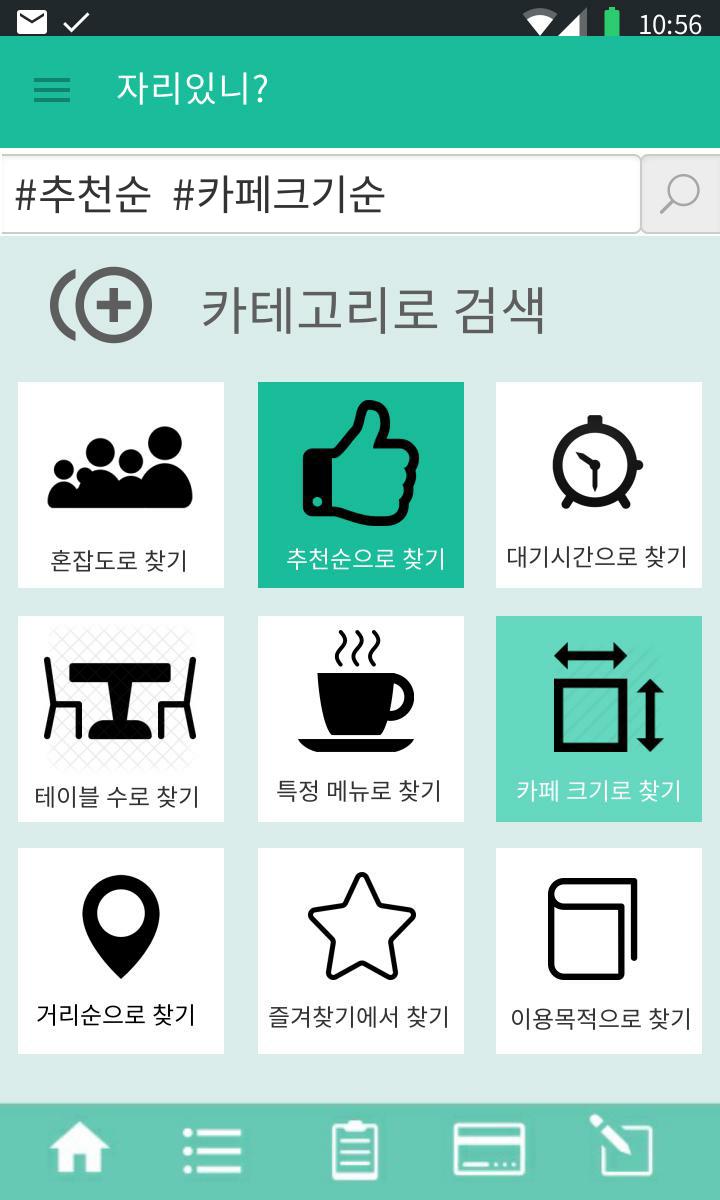 10:56
자리있니?
#추천순 #카페크기순
카테고리로 검색
혼잡도로 찾기
추천순으로 찾기
대기시간으로 찾기
테이블 수로 찾기
특정 메뉴로 찾기
카페 크기로 찾기
거리순으로 찾기
즐겨찾기에서 찾기
이용목적으로 찾기